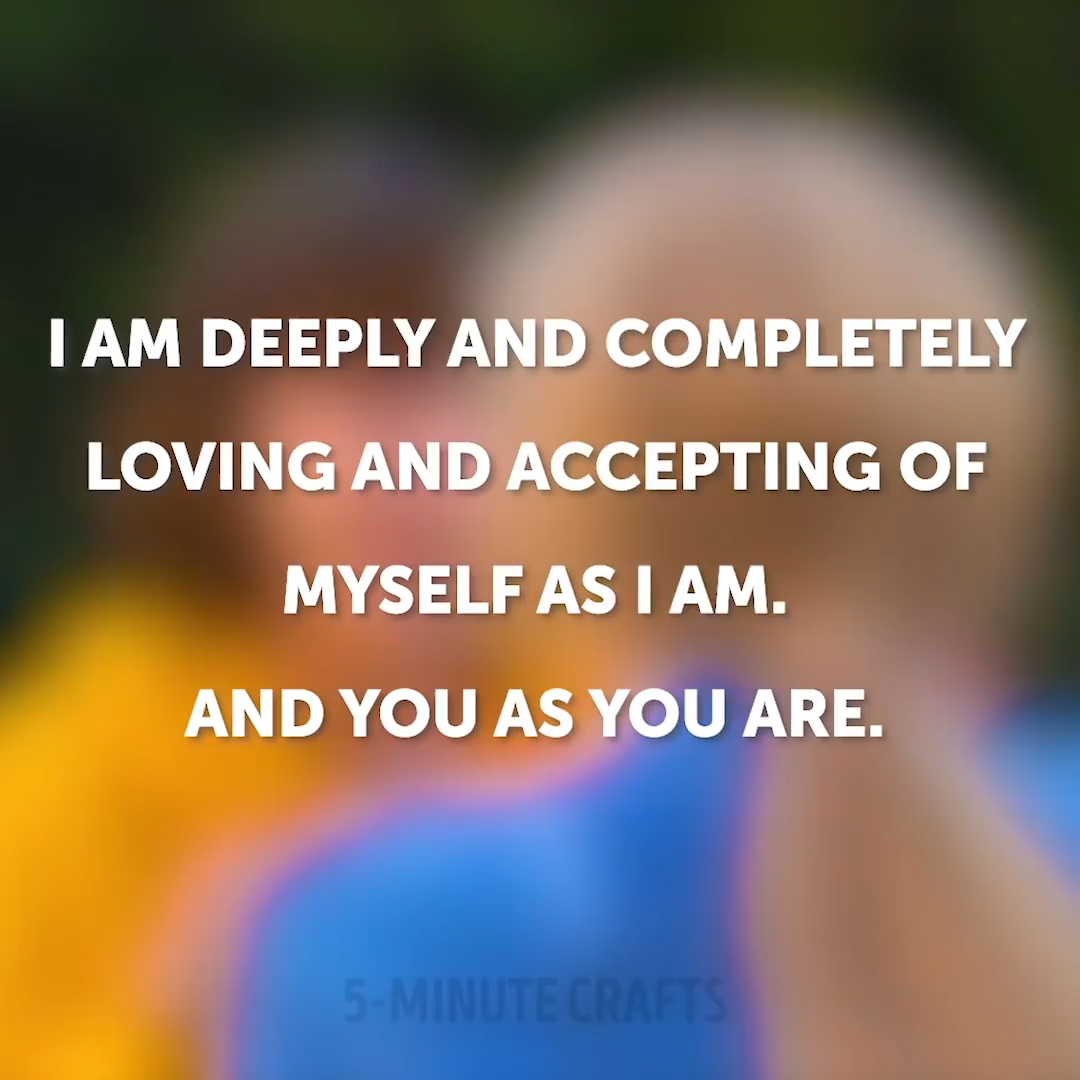 I AM DEEPLY AND COMPLETELY
LOVING AND ACCEPTING OF
MYSELF AS I AM.
AND YOU AS YOU ARE.
5-MINUTE CRAFTS